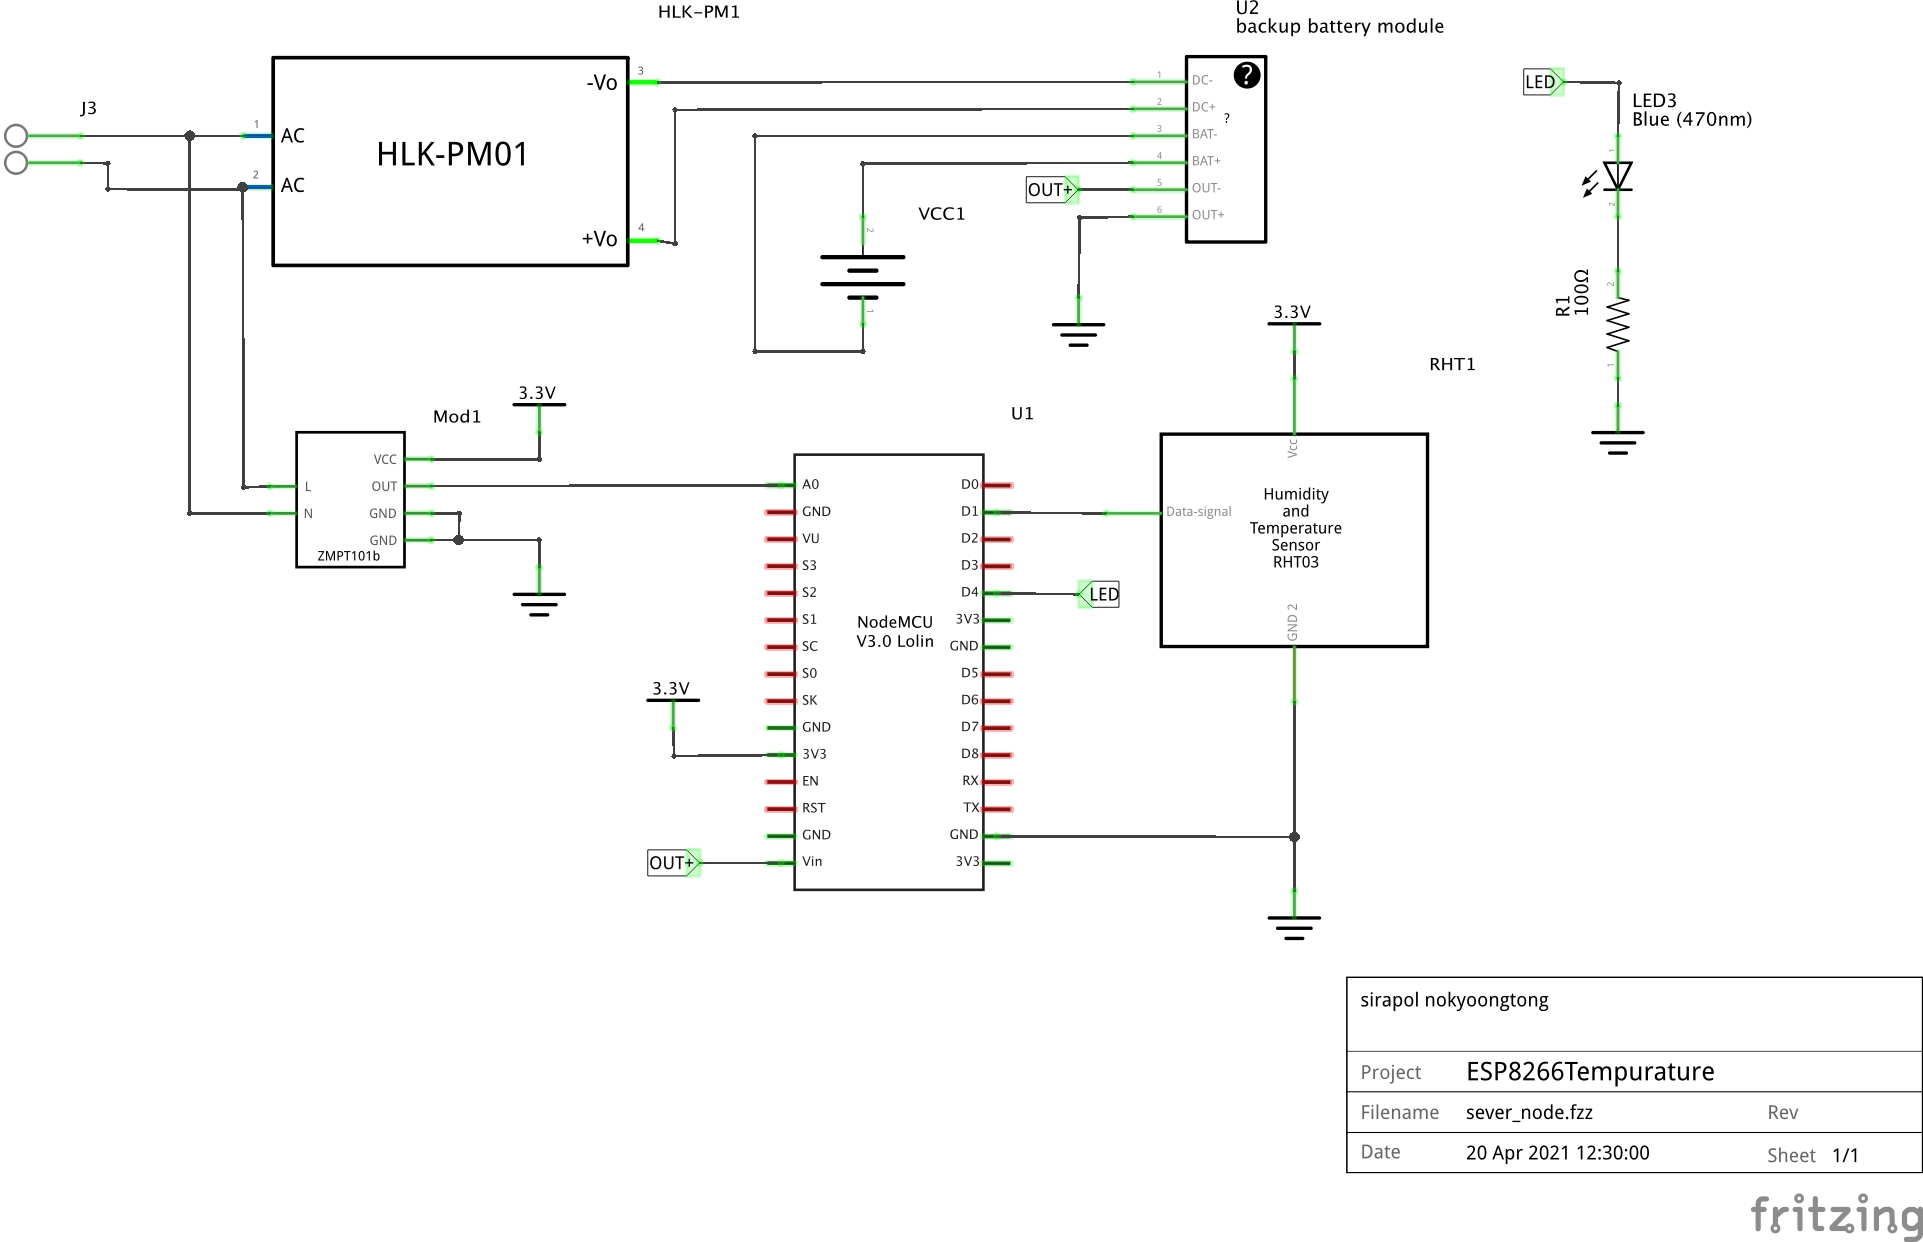 HLK-PM1
U2
backup battery module
J3
1
AC
2
AC
HLK-PM01
-Vo
3
+Vo
4
1
DC-
2
DC+
?
?
3
BAT-
4
BAT+
5
OUT-
6
OUT+
OUT+
VCC1
2
1
LED
LED3
Blue (470nm)
1
2
R1
100Ω
2
1
3.3V
Mod1
VCC
OUT
GND
GND
L
N
ZMPT101b
U1
A0
GND
VU
S3
S2
S1
SC
S0
SK
GND
3V3
EN
RST
GND
Vin
NodeMCU
V3.0 Lolin
D0
D1
D2
D3
D4
3V3
GND
D5
D6
D7
D8
RX
TX
GND
3V3
LED
3.3V
OUT+
3.3V
RHT1
Vcc
Data-signal
Humidity
and
Temperature
Sensor
RHT03
GND 2
sirapol nokyoongtong
Project ESP8266Tempurature
Filename sever_node.fzz Rev
Date 20 Apr 2021 12:30:00 Sheet 1/1
fritzing